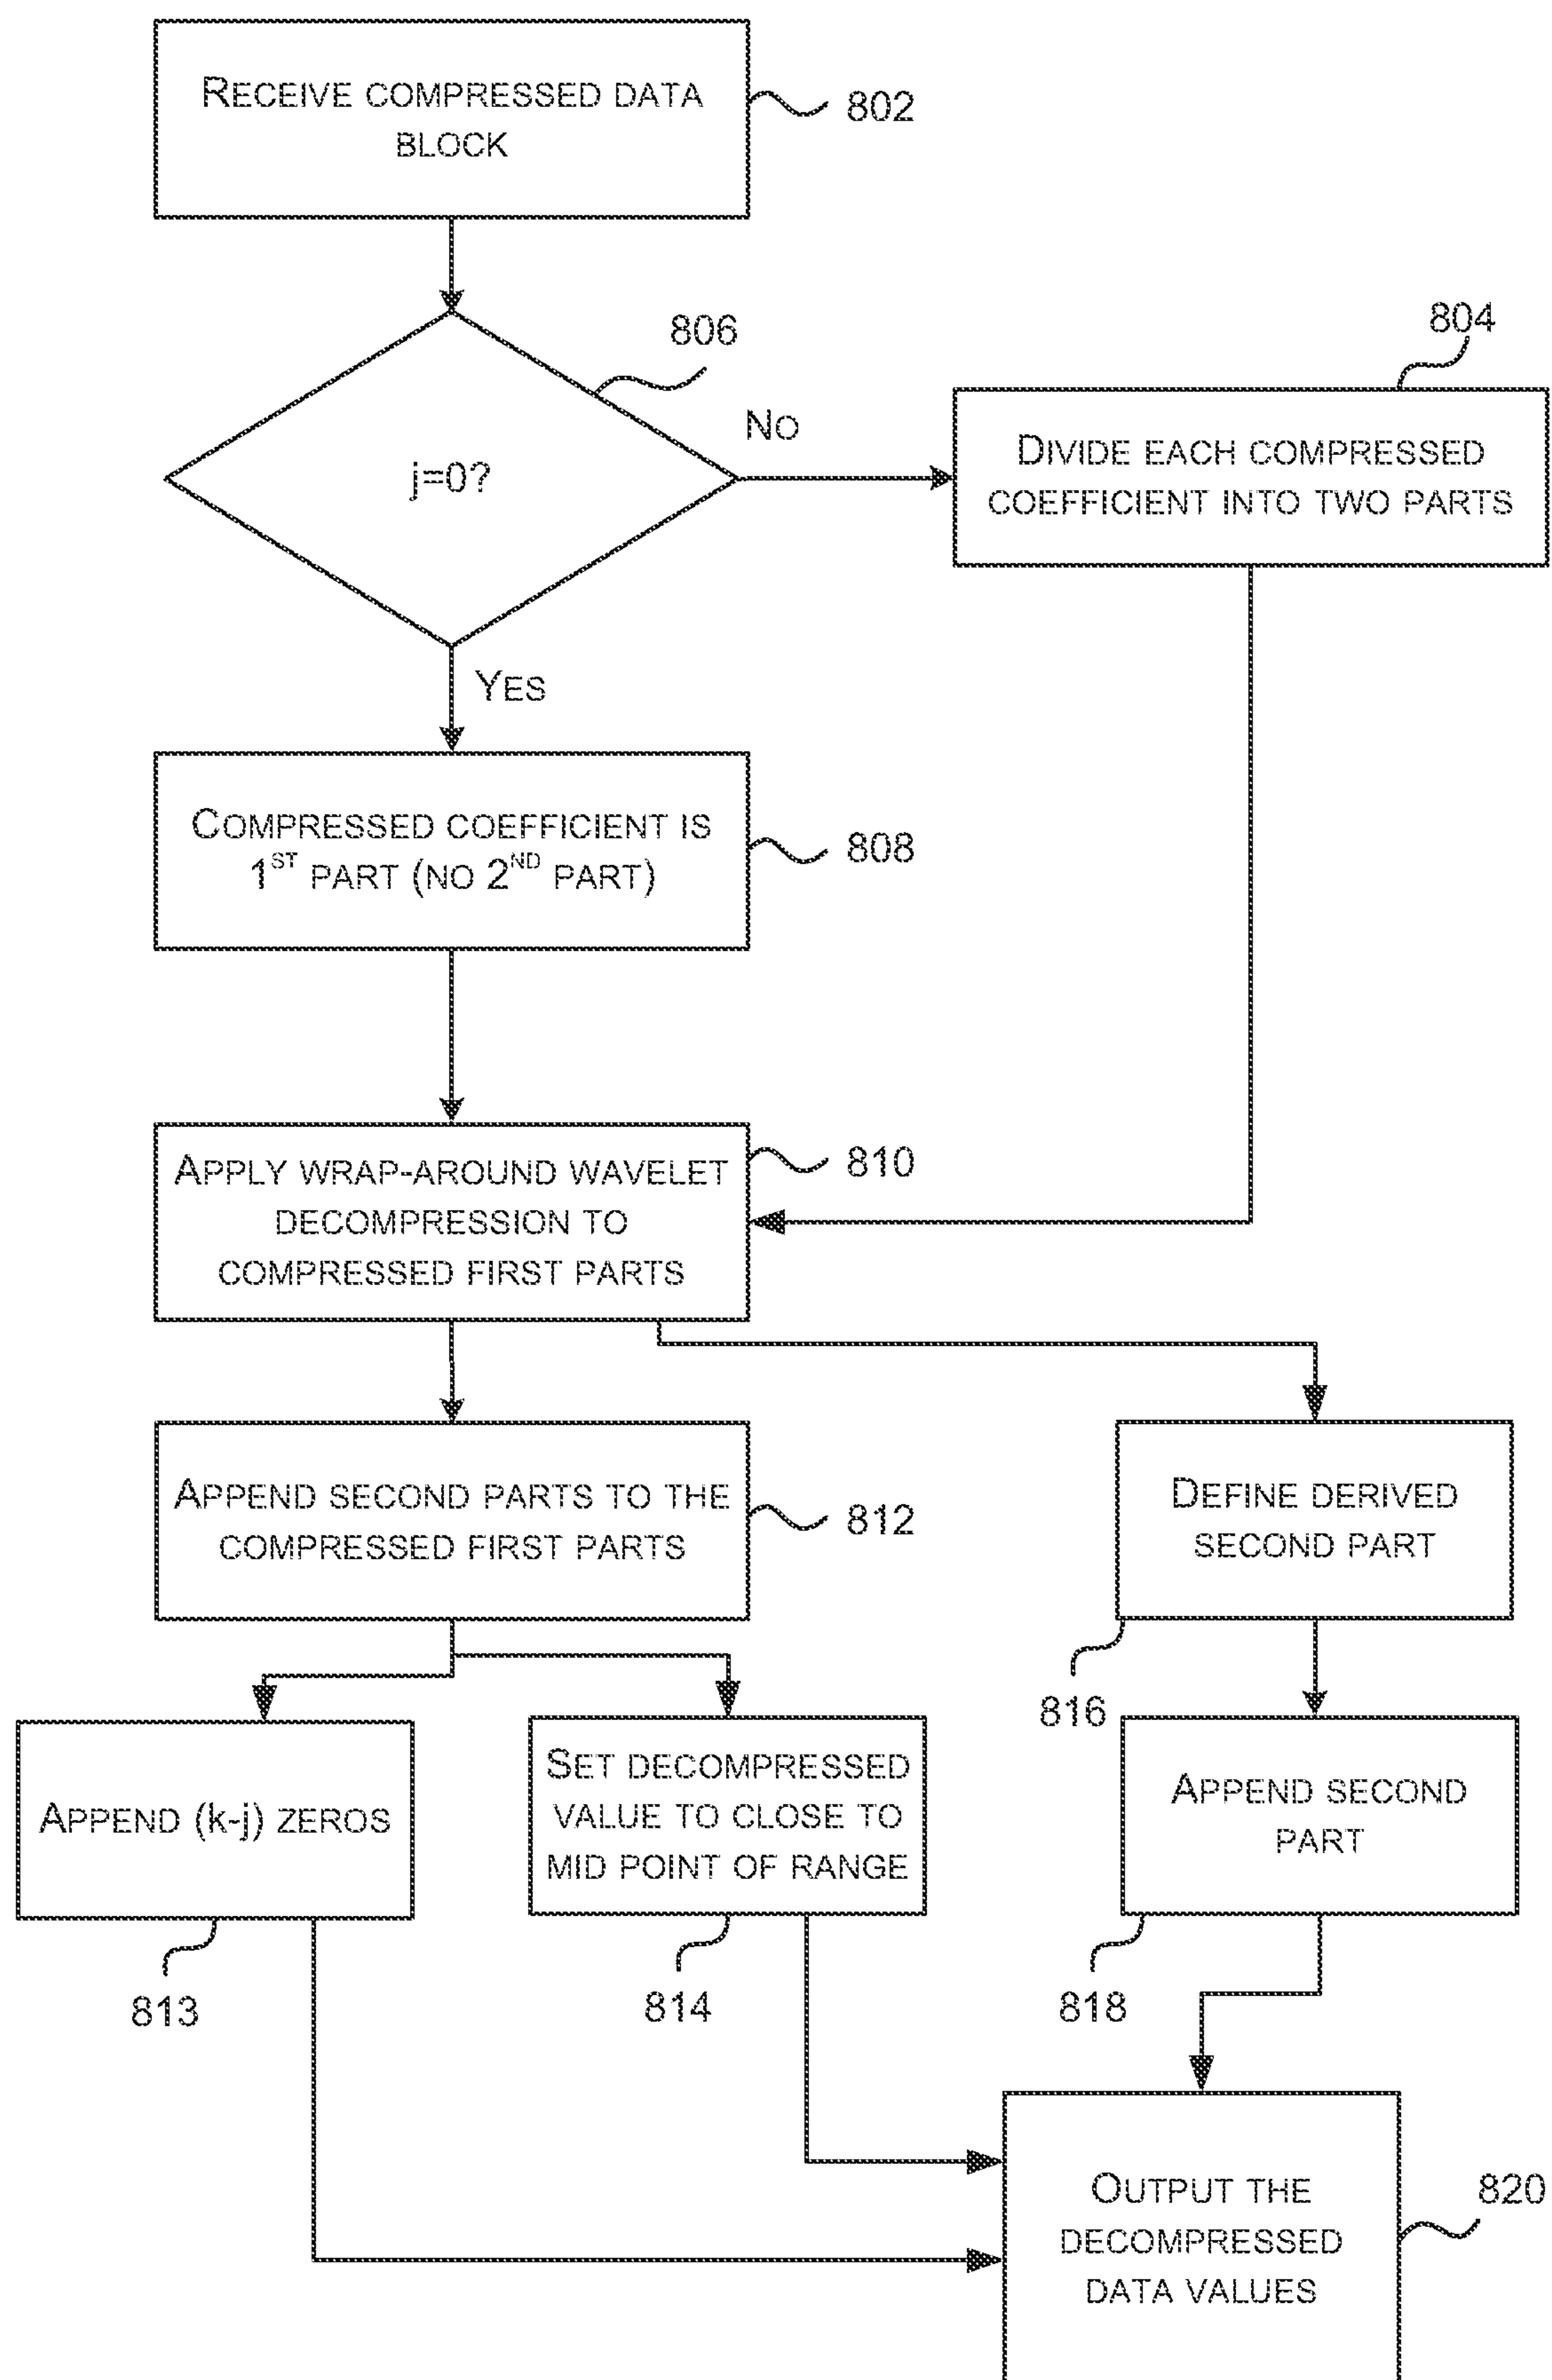 RECEIVE COMPRESSED DATA
BLOCK
802
806
804
j=0?
NO
DIVIDE EACH COMPRESSED
COEFFICIENT INTO TWO PARTS
YES
COMPRESSED COEFFICIENT IS
1ST PART (NO 2ND PART)
808
APPLY WRAP-AROUND WAVELET
DECOMPRESSION TO
COMPRESSED FIRST PARTS
810
APPEND SECOND PARTS TO THE
COMPRESSED FIRST PARTS
812
DEFINE DERIVED
SECOND PART
816
APPEND (k-j) ZEROS
813
SET DECOMPRESSED
VALUE TO CLOSE TO
MID POINT OF RANGE
814
APPEND SECOND
PART
818
OUTPUT THE
DECOMPRESSED
DATA VALUES
820